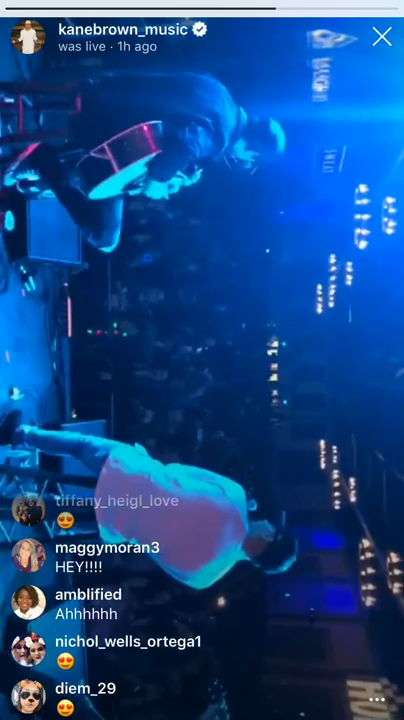 kanebrown_music
was live · 1h ago
tiffany_heigl_love
😍
maggymoran3
HEY!!!!
amblified
Ahhhhhh
nichol_wells_ortega1
😍
diem_29
😍